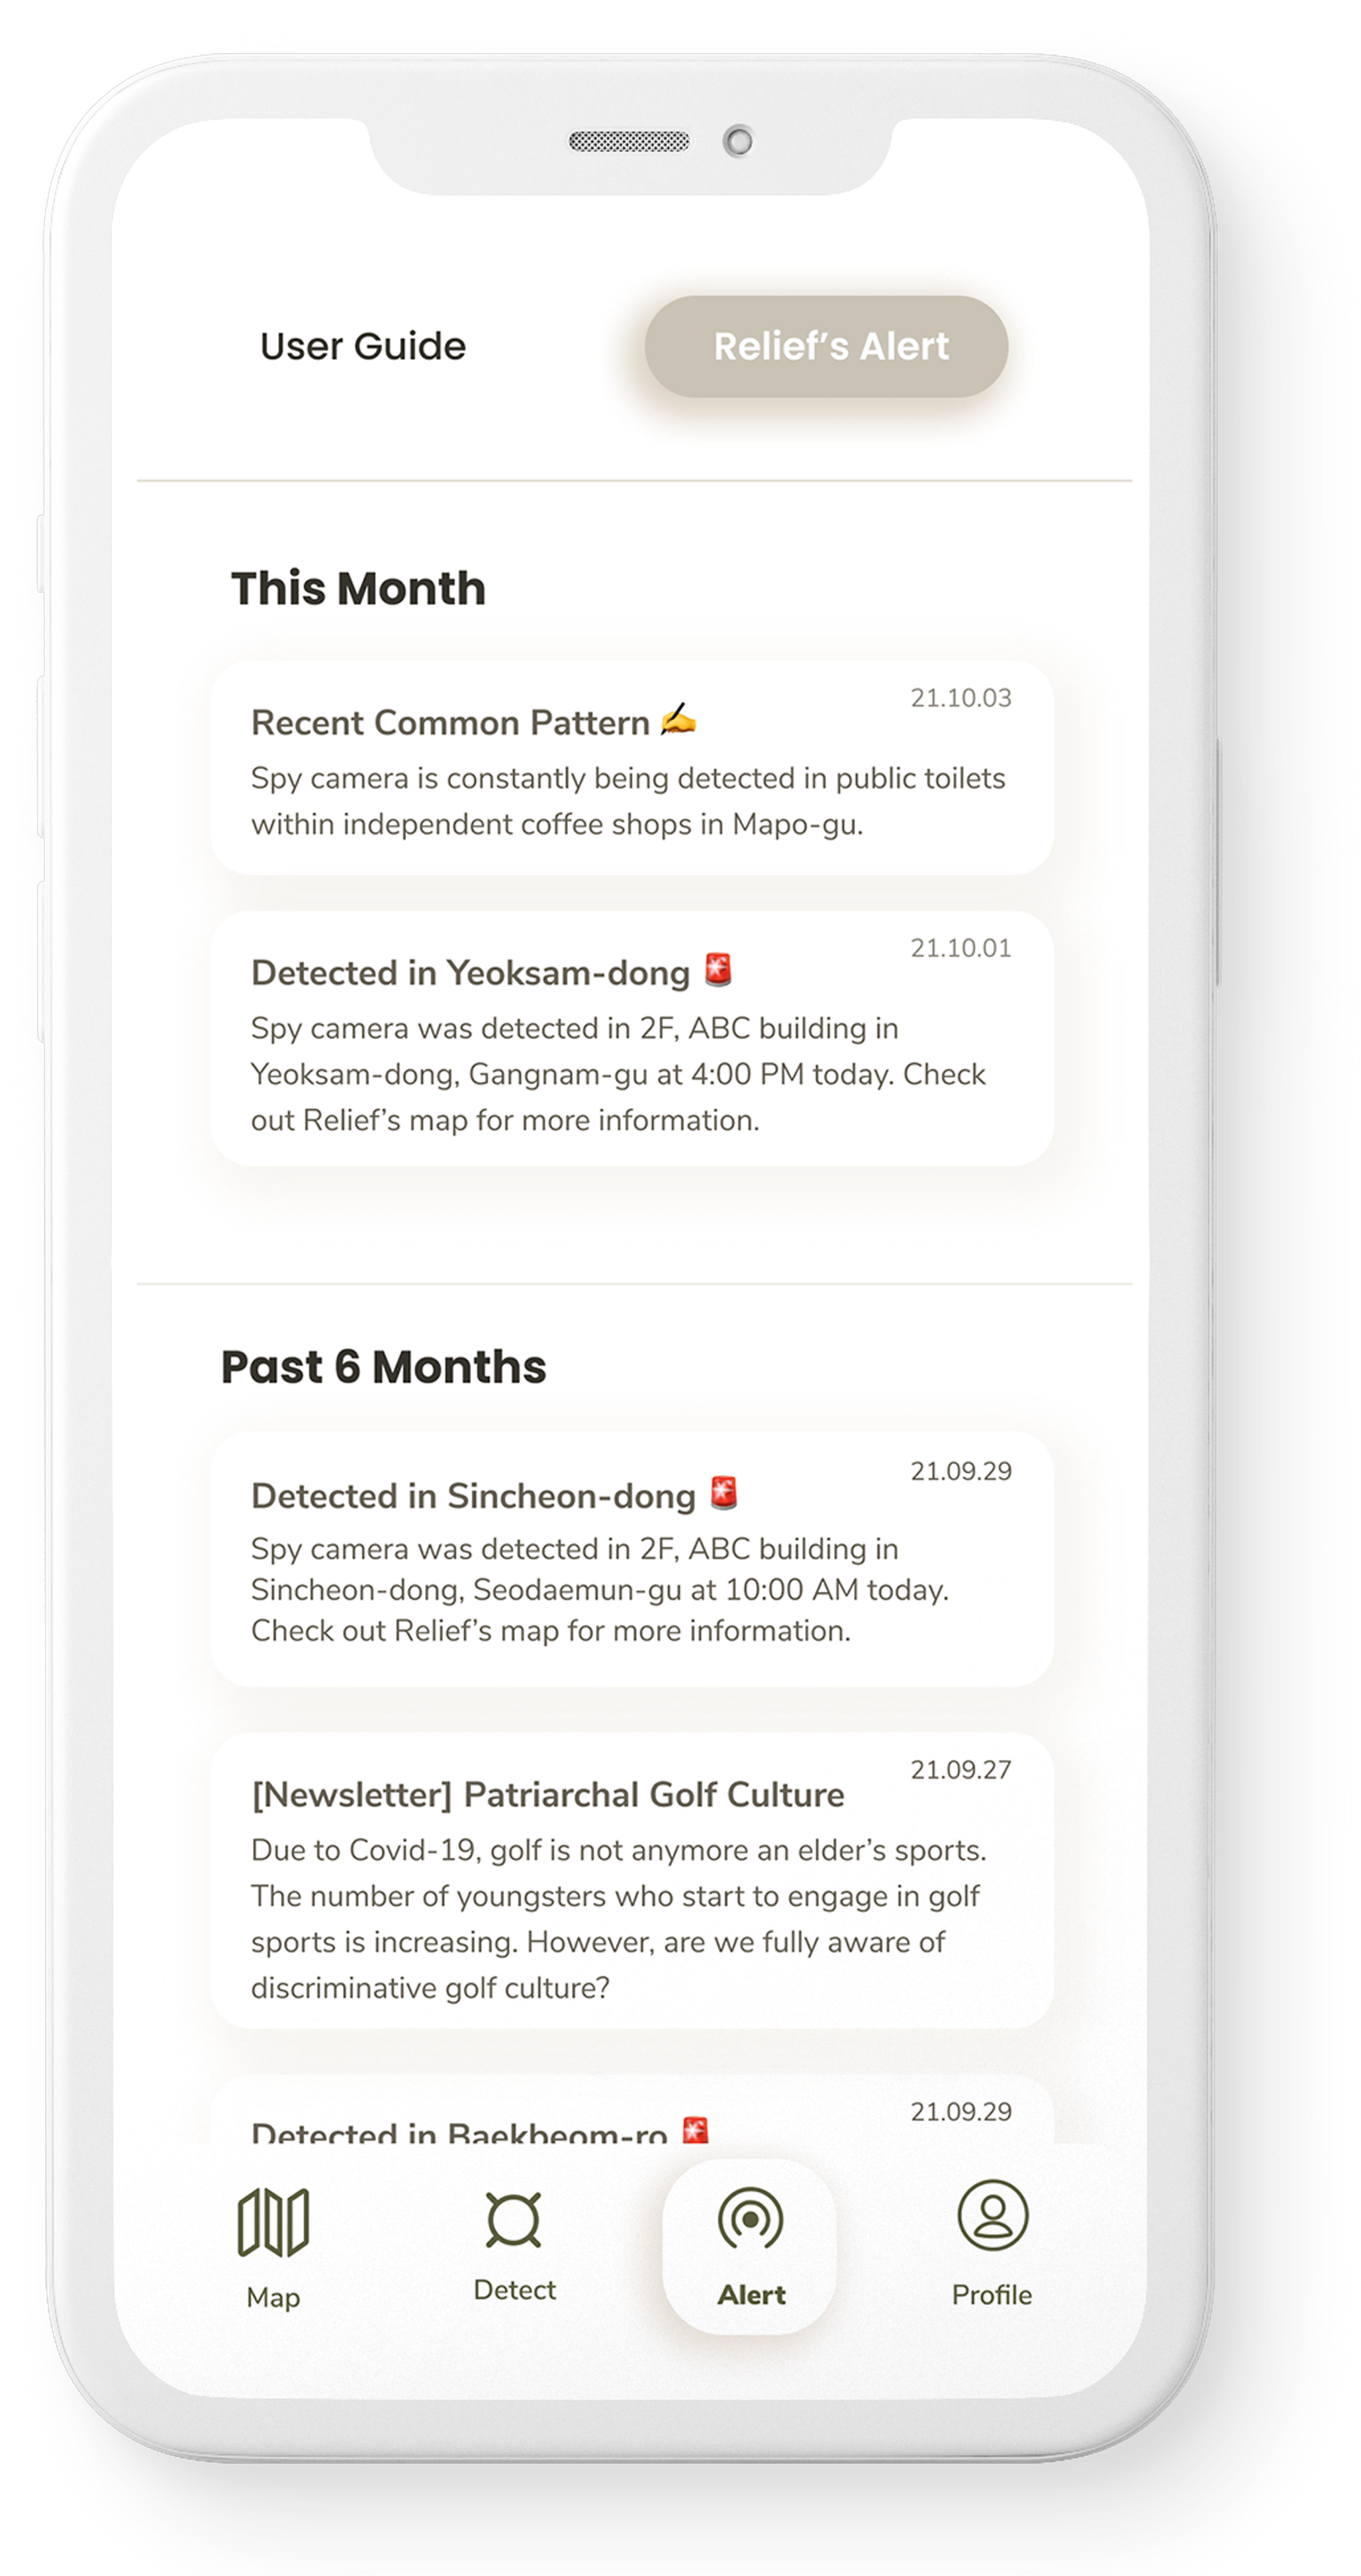 User Guide
Relief’s Alert
This Month
21.10.03
Recent Common Pattern ✍️
Spy camera is constantly being detected in public toilets
within independent coffee shops in Mapo-gu.
21.10.01
Detected in Yeoksam-dong 🚨
Spy camera was detected in 2F, ABC building in
Yeoksam-dong, Gangnam-gu at 4:00 PM today. Check
out Relief’s map for more information.
Past 6 Months
21.09.29
Detected in Sincheon-dong 🚨
Spy camera was detected in 2F, ABC building in
Sincheon-dong, Seodaemun-gu at 10:00 AM today.
Check out Relief’s map for more information.
21.09.27
[Newsletter] Patriarchal Golf Culture
Due to Covid-19, golf is not anymore an elder’s sports.
The number of youngsters who start to engage in golf
sports is increasing. However, are we fully aware of
discriminative golf culture?
21.09.29
Detected in Baekbeom-ro 🚨
Map
Detect
Alert
Profile